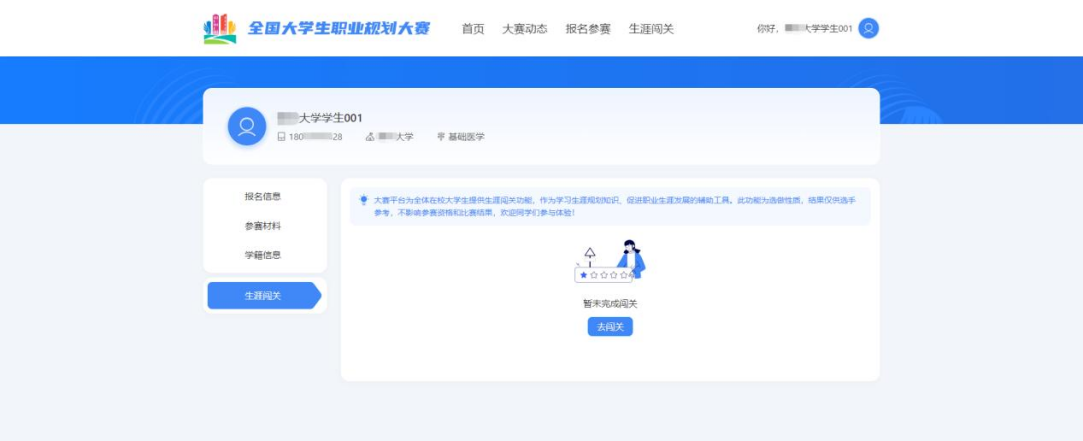 全国大学生职业规划大赛
首页 大赛动态 报名参赛 生涯闯关
你好, 大学学生001
大学学生001
180 28 大学 基础医学
报名信息
参赛材料
学籍信息
生涯闯关
大赛平台为全体在校大学生提供生涯闯关功能，作为学习生涯规划知识、促进职业生涯发展的辅助工具。此功能为选做性质，结果仅供选手
参考，不影响参赛资格和比赛结果，欢迎同学们参与体验！
暂未完成闯关
去闯关